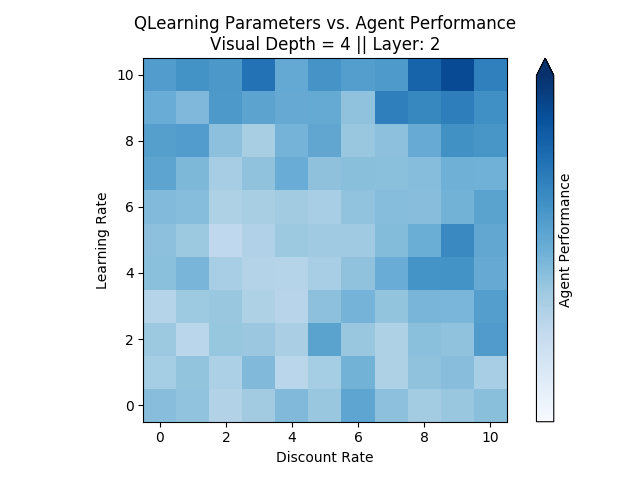 QLearning Parameters vs. Agent Performance
Visual Depth = 4 || Layer: 2
10
8
6
4
2
0
Learning Rate
0 2 4 6 8 10
Discount Rate
Agent Performance